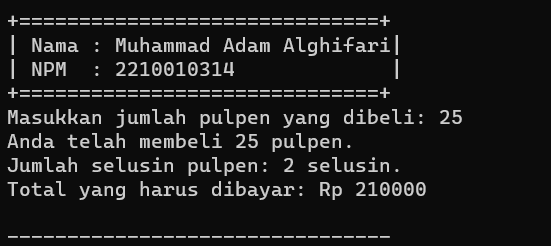 +==============================+
| Nama : Muhammad Adam Alghifari|
| NPM  : 2210010314             |
+==============================+
Masukkan jumlah pulpen yang dibeli: 25
Anda telah membeli 25 pulpen.
Jumlah selusin pulpen: 2 selusin.
Total yang harus dibayar: Rp 210000
--------------------------------